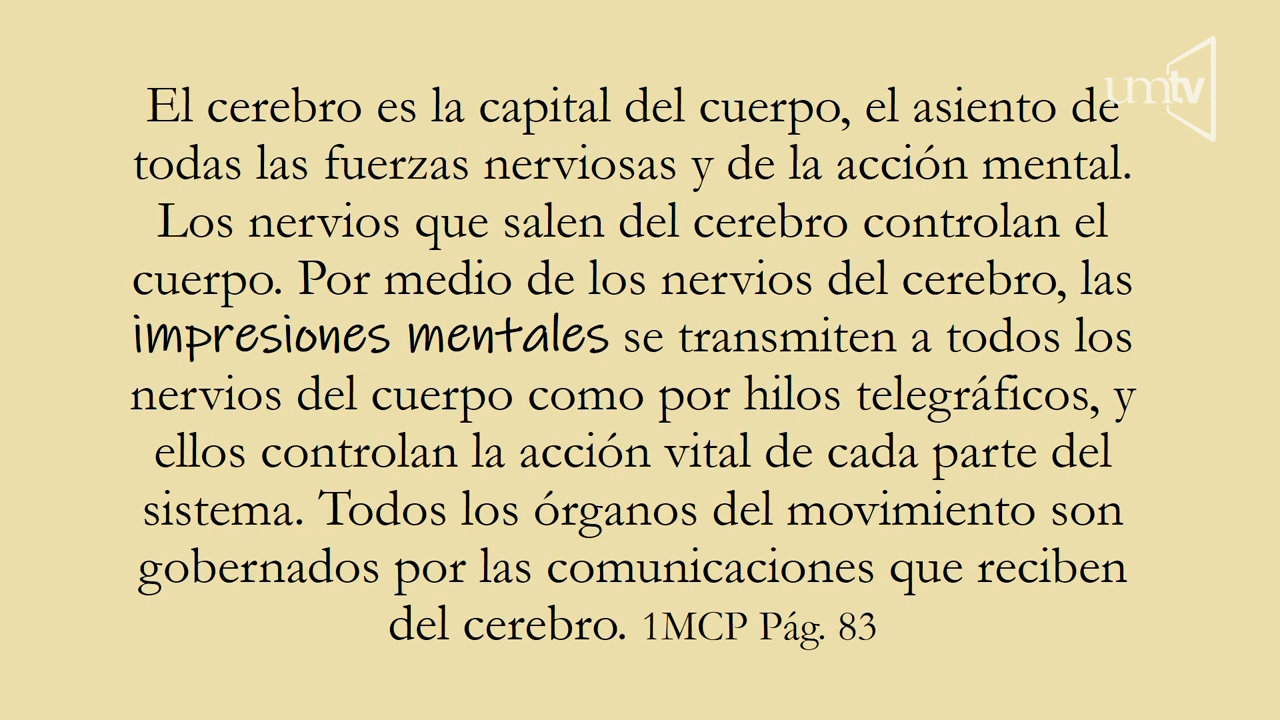 umtv
El cerebro es la capital del cuerpo, el asiento de
todas las fuerzas nerviosas y de la acción mental.
Los nervios que salen del cerebro controlan el
cuerpo. Por medio de los nervios del cerebro, las
impresiones mentales se transmiten a todos los
nervios del cuerpo como por hilos telegráficos, y
ellos controlan la acción vital de cada parte del
sistema. Todos los órganos del movimiento son
gobernados por las comunicaciones que reciben
del cerebro. 1MCP Pág. 83